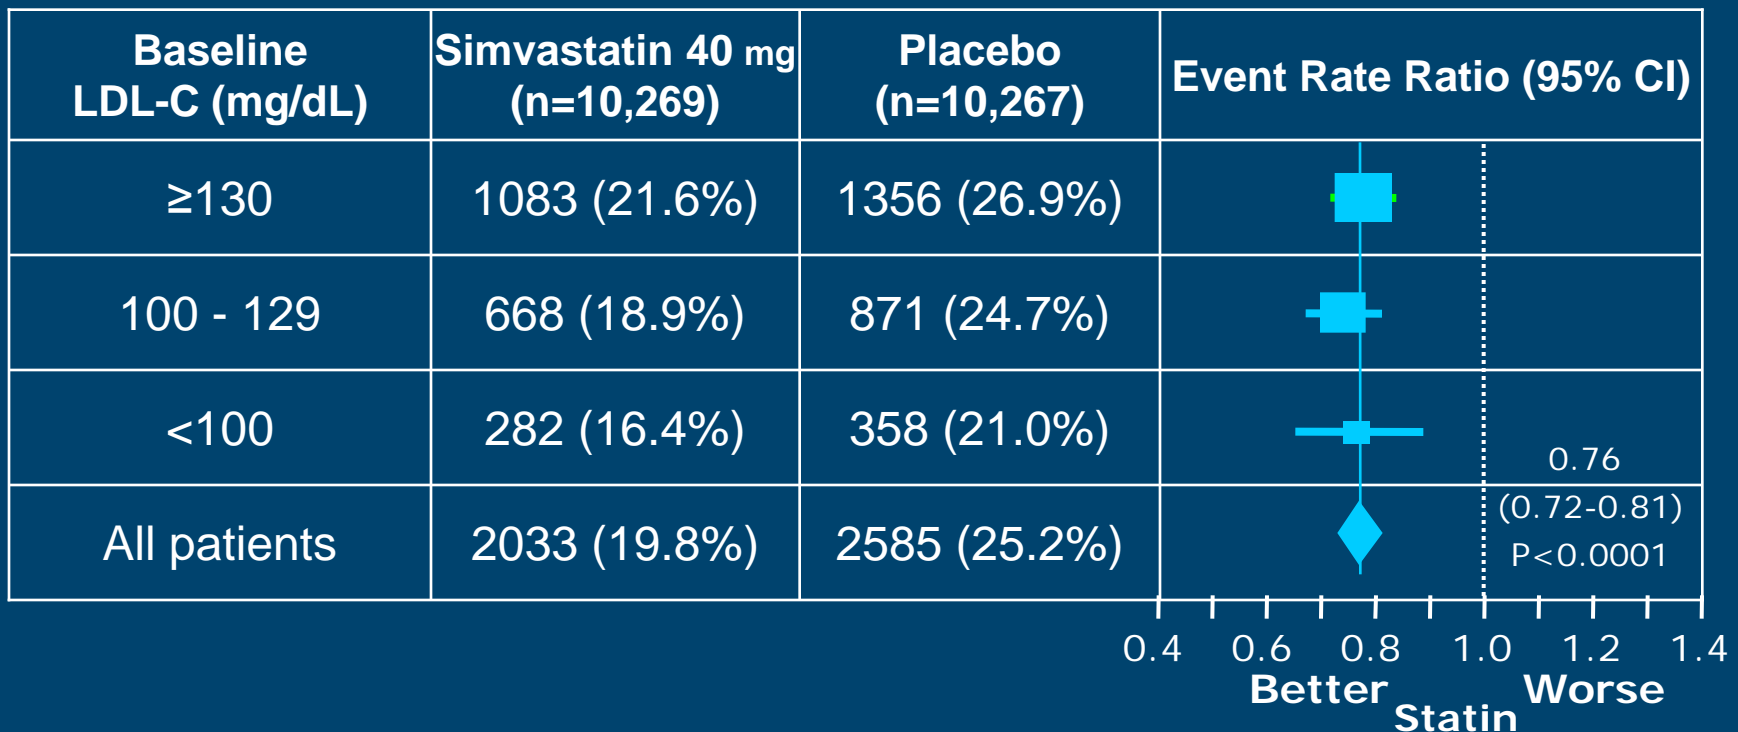 Baseline
LDL-C (mg/dL)
Simvastatin 40 mg
(n=10,269)
Placebo
(n=10,267)
Event Rate Ratio (95% CI)
≥130
1083 (21.6%)
1356 (26.9%)
100 - 129
668 (18.9%)
871 (24.7%)
<100
282 (16.4%)
358 (21.0%)
All patients
2033 (19.8%)
2585 (25.2%)
0.76
(0.72-0.81)
P<0.0001
0.4 0.6 0.8 1.0 1.2 1.4
Better Worse
Statin